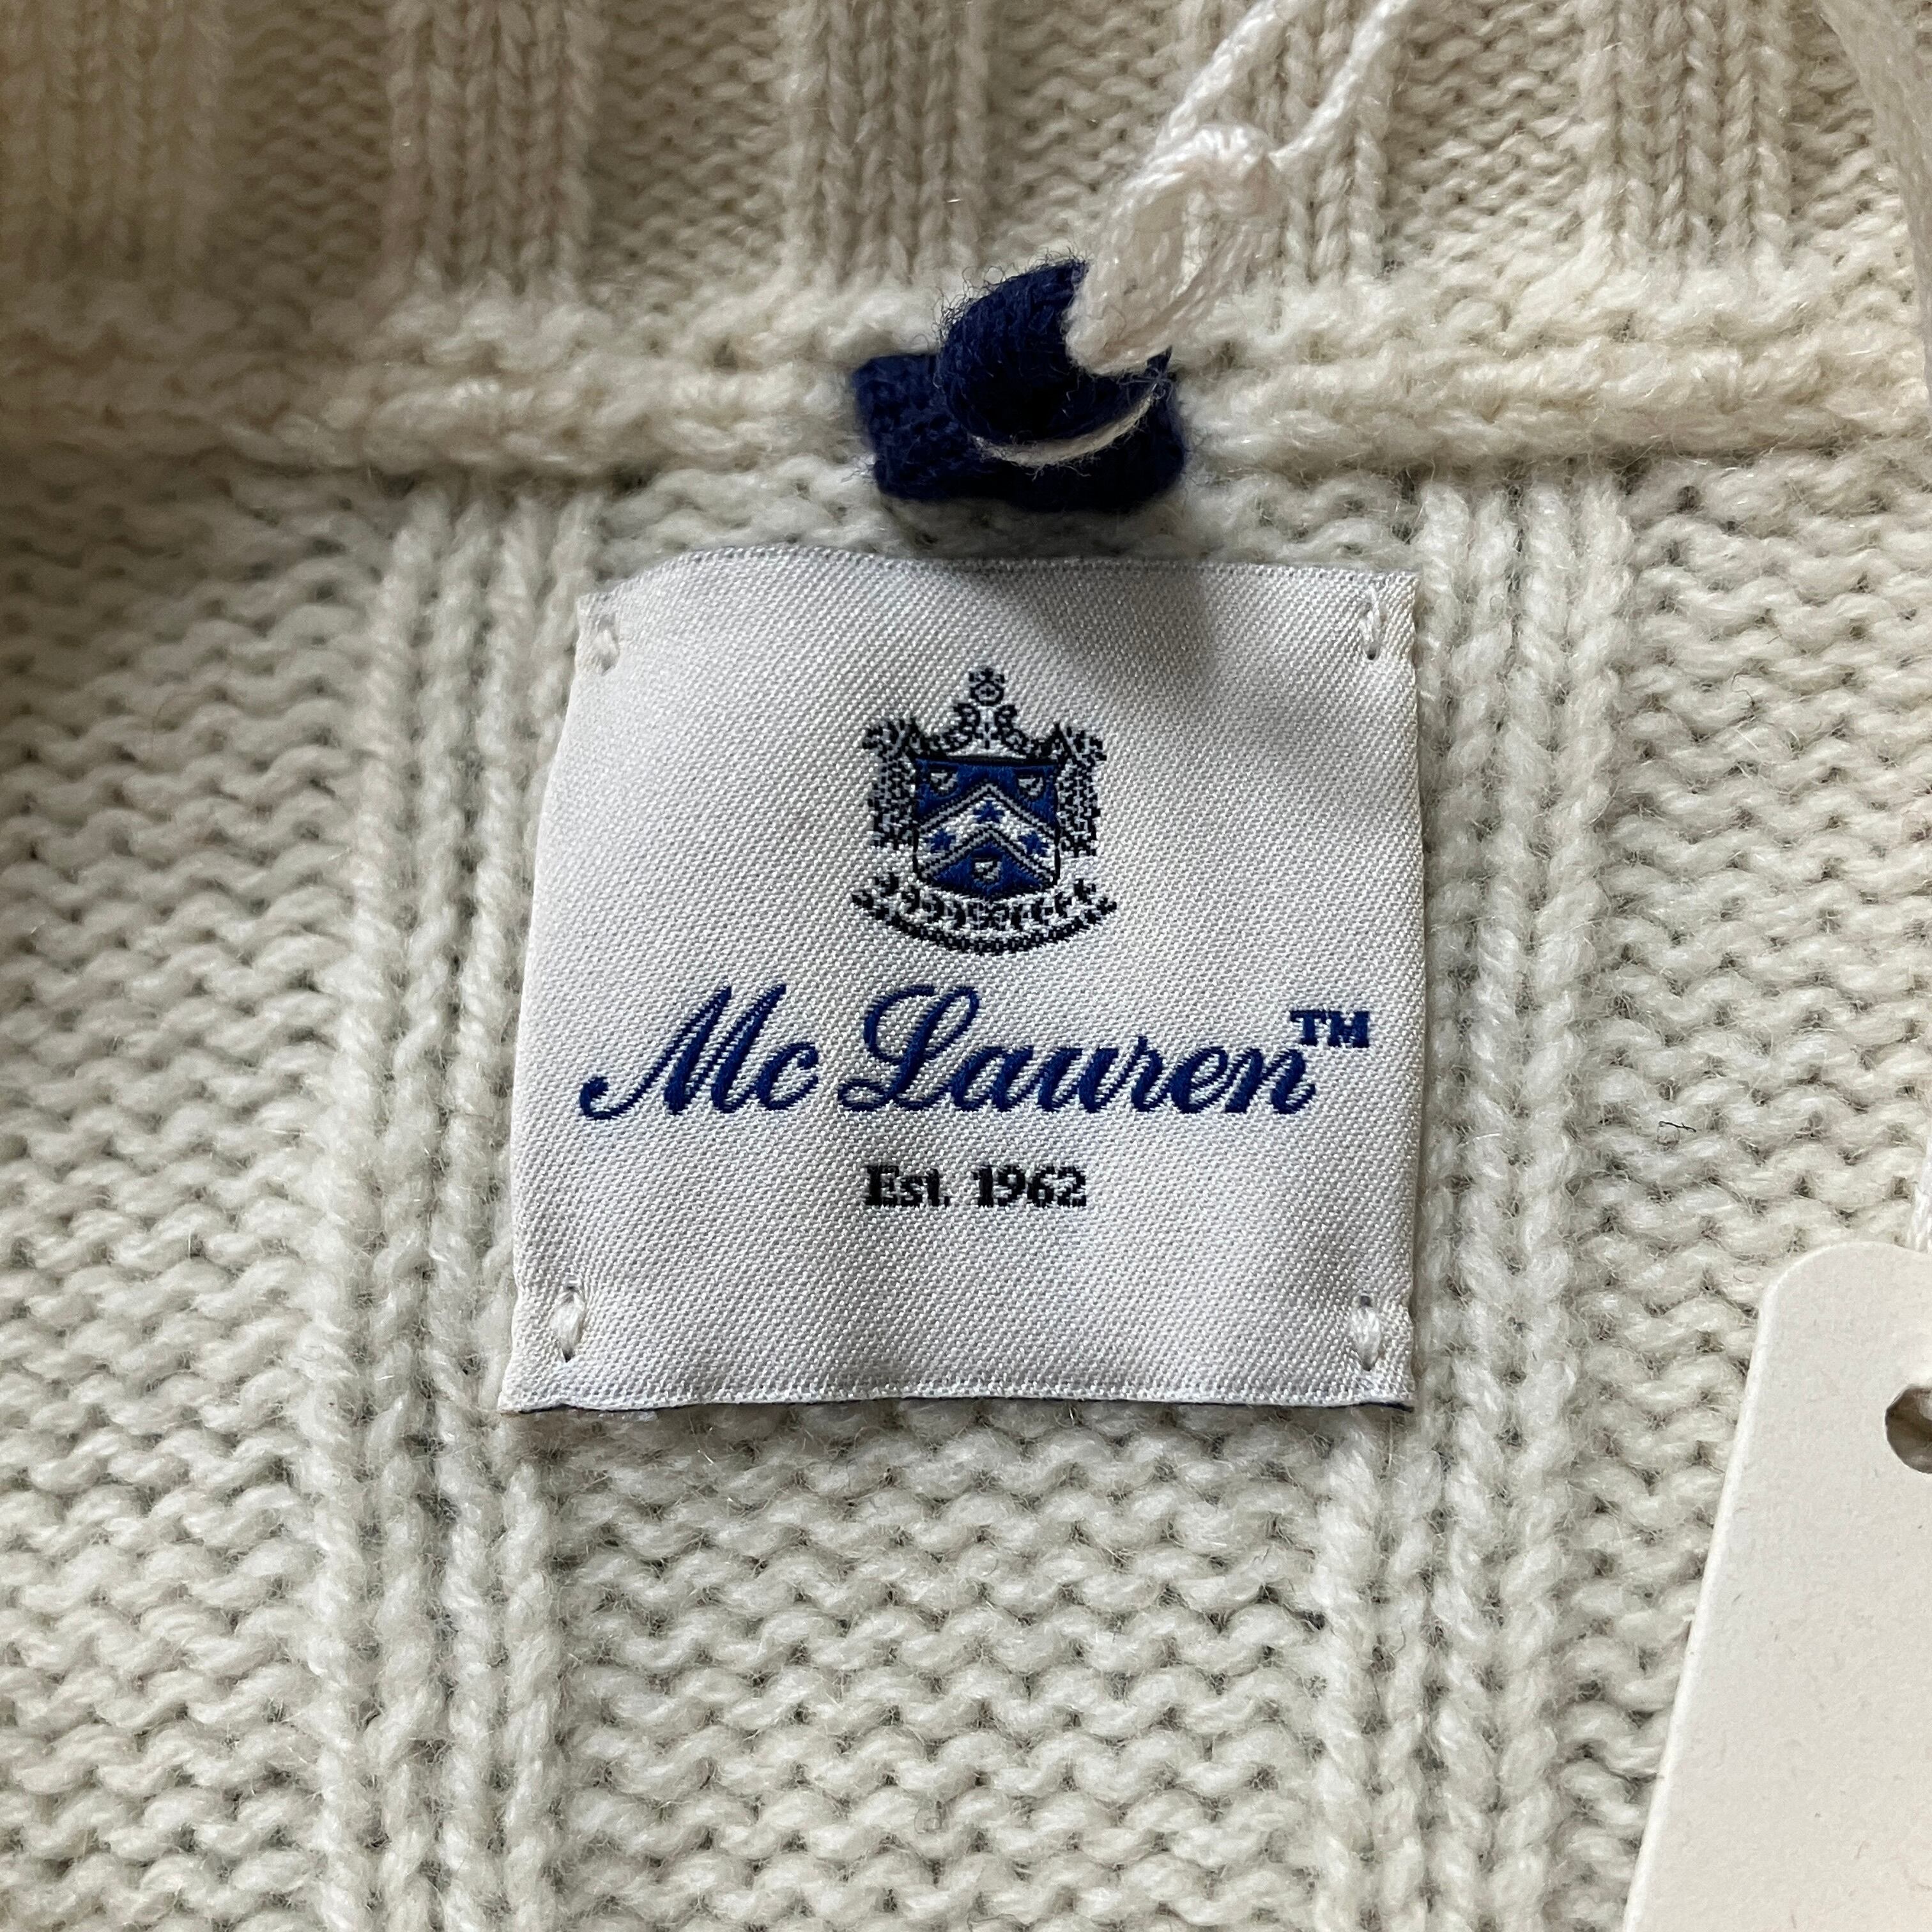 Mc Lauren™
Est. 1962